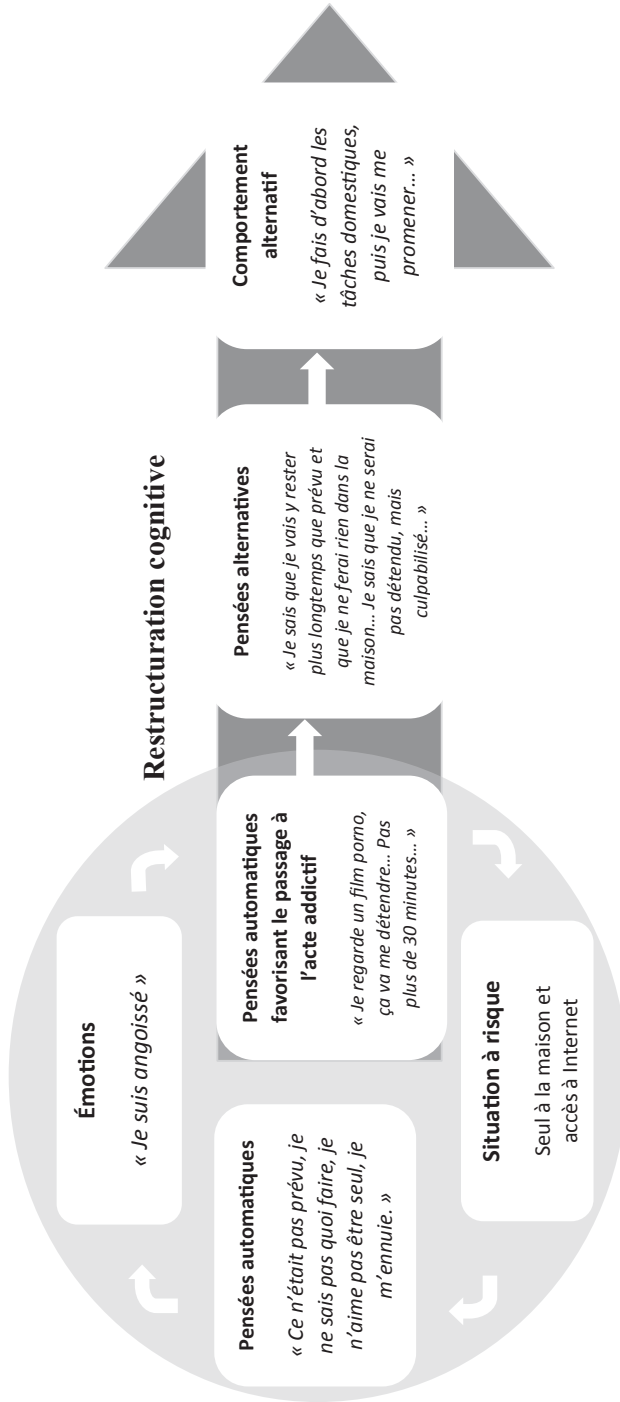 Restructuration cognitive
Émotions
« Je suis angoissé »
Pensées automatiques
« Ce n’était pas prévu, je
ne sais pas quoi faire, je
n’aime pas être seul, je
m’ennuie. »
Pensées automatiques
favorisant le passage à
l’acte addictif
« Je regarde un film porno,
ça va me détendre... Pas
plus de 30 minutes... »
Situation à risque
Seul à la maison et
accès à Internet
Pensées alternatives
« Je sais que je vais y rester
plus longtemps que prévu et
que je ne ferai rien dans la
maison... Je sais que je ne serai
pas détendu, mais
culpabilisé... »
Comportement
alternatif
« Je fais d’abord les
tâches domestiques,
puis je vais me
promener... »